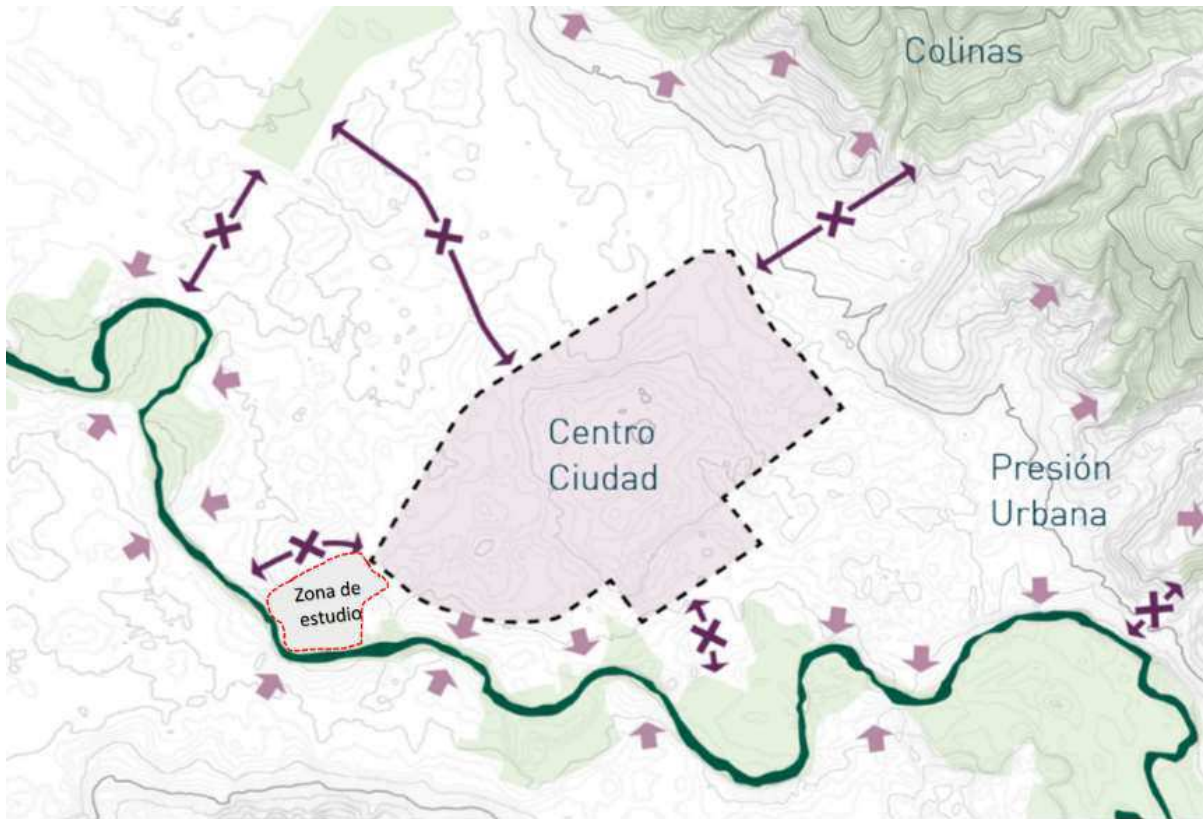 Colinas
Centro
Ciudad
Presión
Urbana
Zona de
estudio